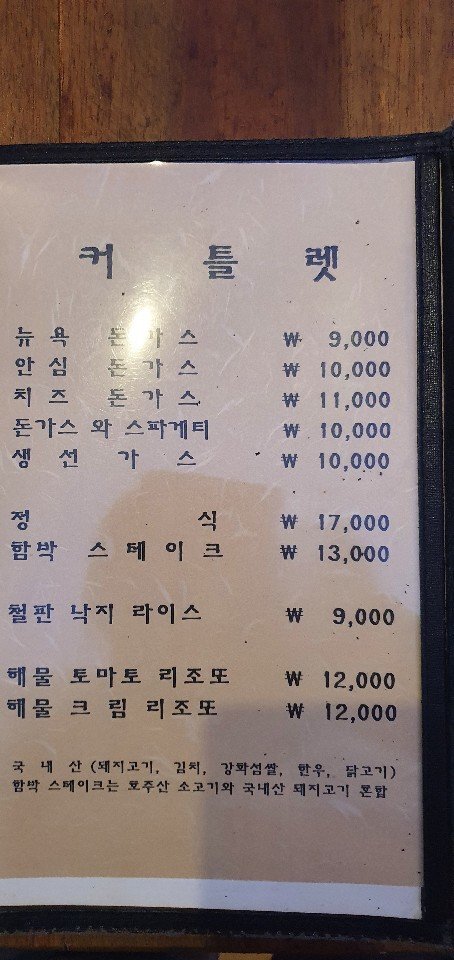 커틀렛
뉴욕 돈가스 ₩ 9,000
안심 돈가스 ₩ 10,000
치즈 돈가스 ₩ 11,000
돈가스 와 스파게티 ₩ 10,000
생선가스 ₩ 10,000
정식 ₩ 17,000
함박 스테이크 ₩ 13,000
철판 낙지 라이스 ₩ 9,000
해물 토마토 리조또 ₩ 12,000
해물 크림 리조또 ₩ 12,000
국내산 (돼지고기, 김치, 강화섬쌀, 한우, 닭고기)
함박 스테이크는 호주산 소고기와 국내산 돼지고기 혼합